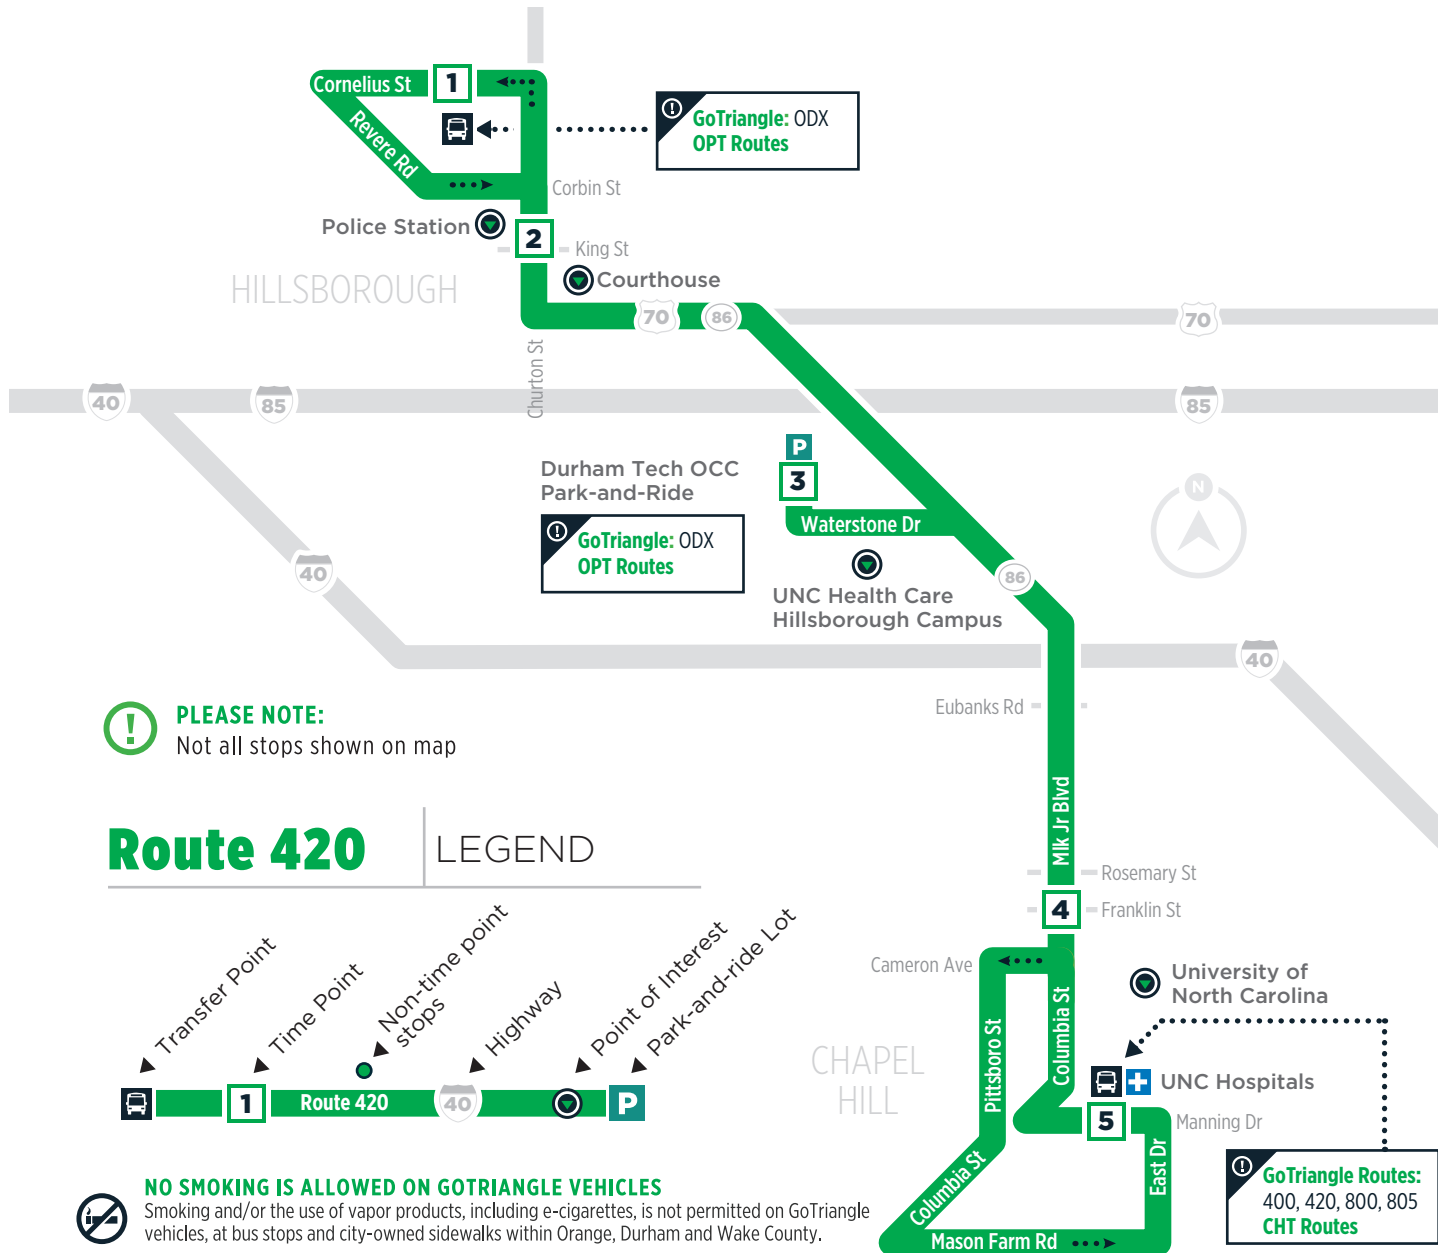 Cornelius St
1
Revere Rd
GoTriangle: ODX
OPT Routes
Corbin St
Police Station
2
King St
HILLSBOROUGH
Courthouse
70
86
70
Churton St
40
85
85
P
3
Durham Tech OCC
Park-and-Ride
GoTriangle: ODX
OPT Routes
Waterstone Dr
N
40
86
UNC Health Care
Hillsborough Campus
40
Eubanks Rd
PLEASE NOTE:
Not all stops shown on map
Mlk Jr Blvd
Route 420
LEGEND
Rosemary St
4
Franklin St
Cameron Ave
University of
North Carolina
Columbia St
Pittsboro St
CHAPEL
HILL
UNC Hospitals
5
Manning Dr
East Dr
Columbia St
Mason Farm Rd
GoTriangle Routes:
400, 420, 800, 805
CHT Routes
Transfer Point
Time Point
Non-time point
stops
Highway
Point of Interest
Park-and-ride Lot
1
Route 420
40
P
NO SMOKING IS ALLOWED ON GOTRIANGLE VEHICLES
Smoking and/or the use of vapor products, including e-cigarettes, is not permitted on GoTriangle
vehicles, at bus stops and city-owned sidewalks within Orange, Durham and Wake County.